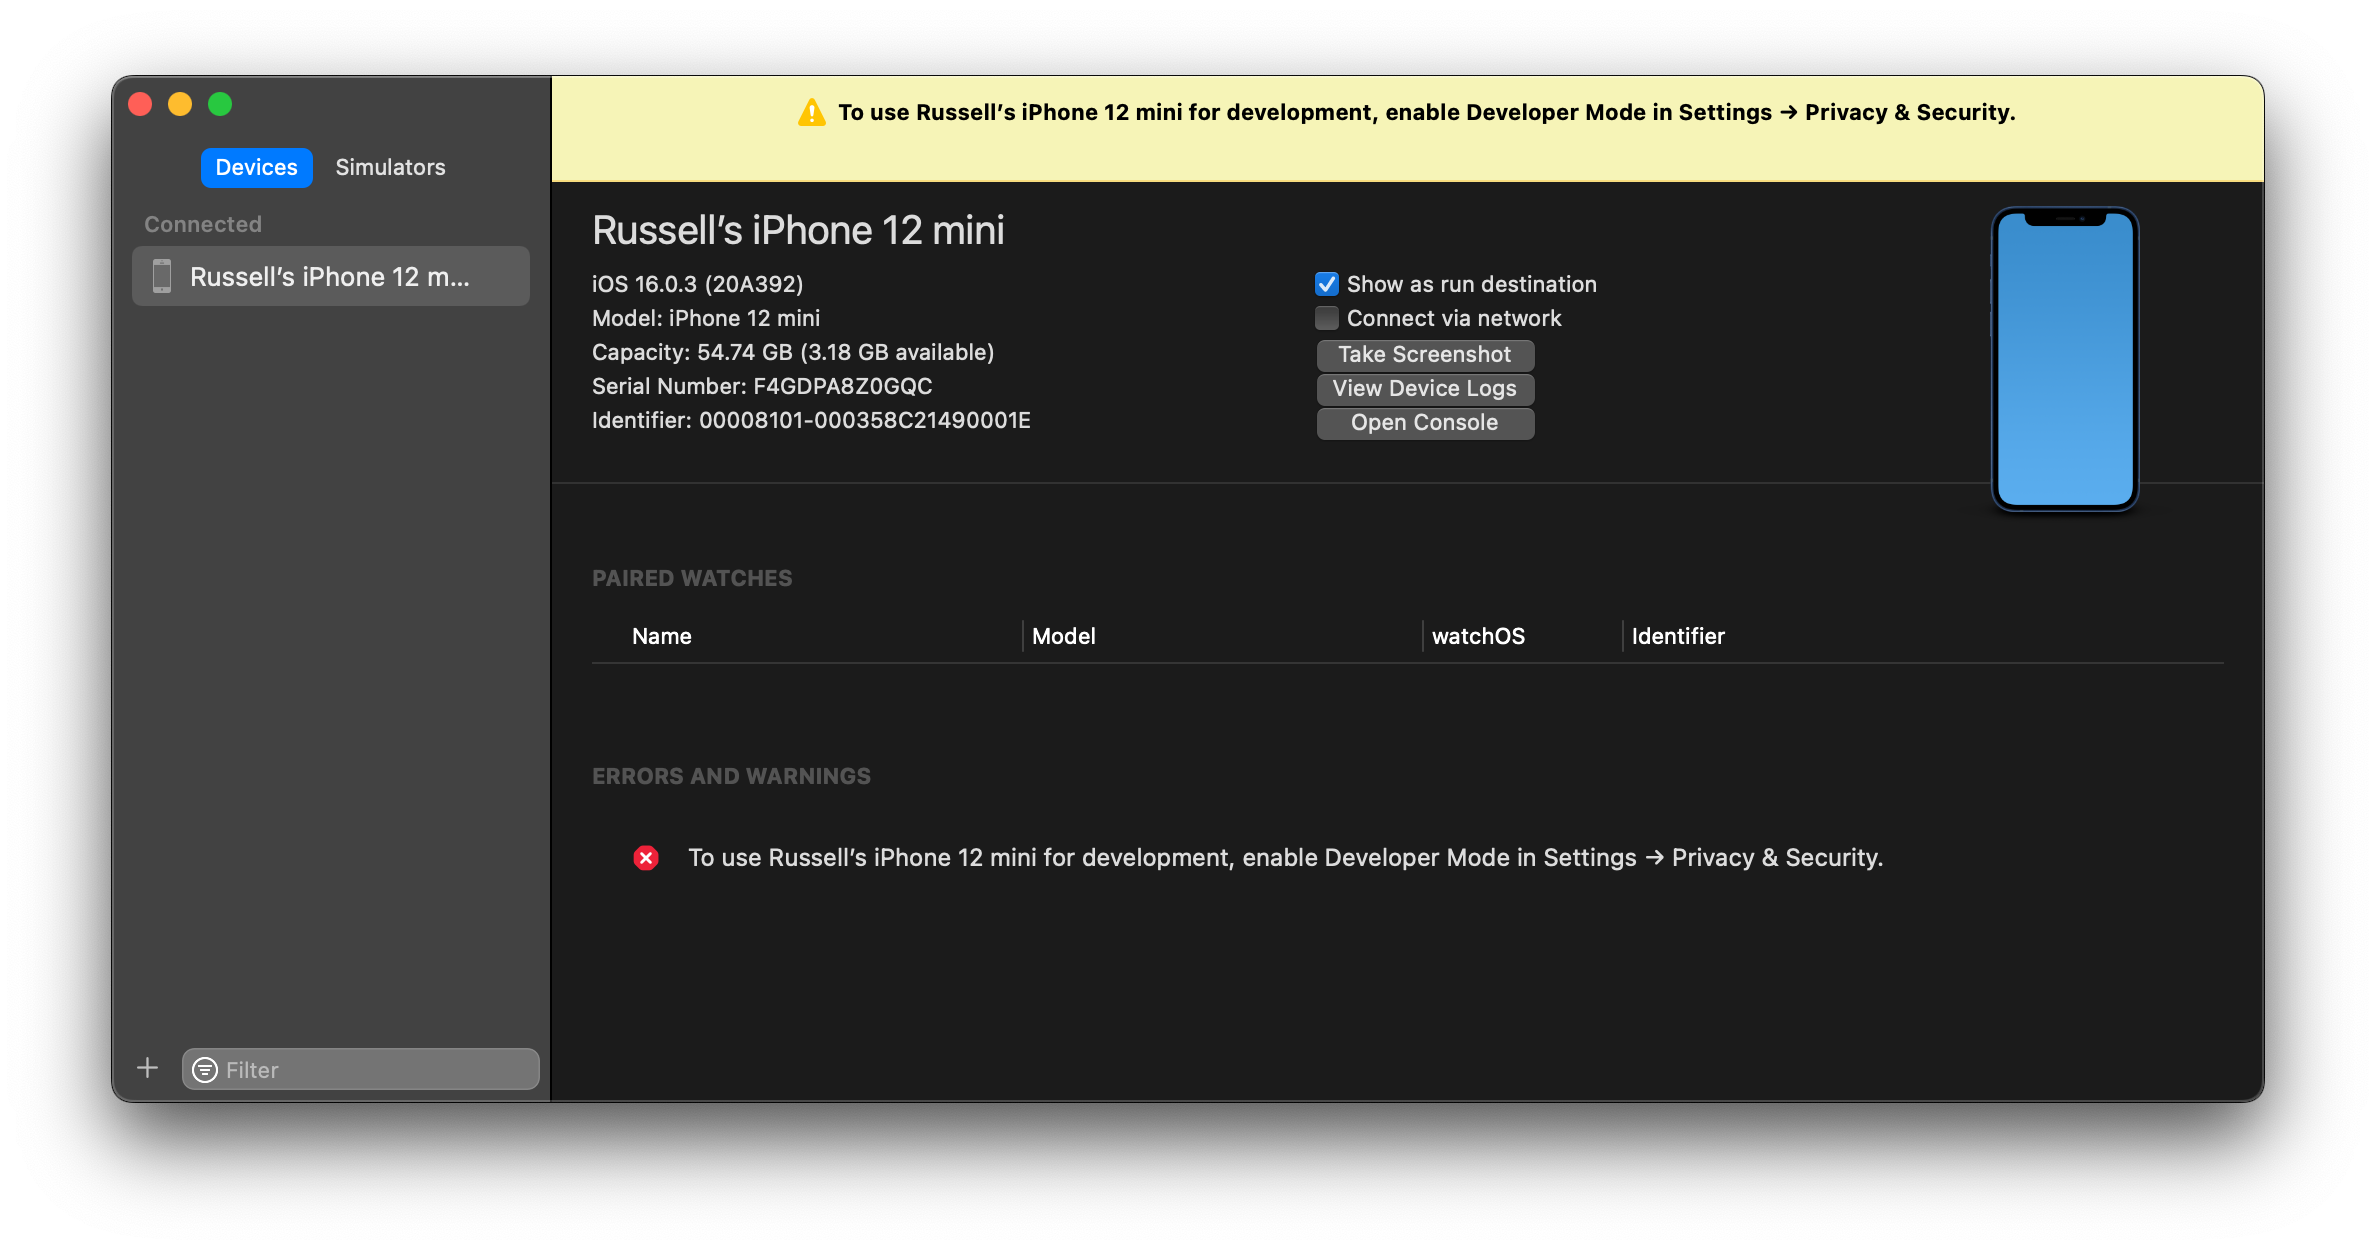 To use Russell’s iPhone 12 mini for development, enable Developer Mode in Settings → Privacy & Security.
Devices
Simulators
Connected
Russell’s iPhone 12 m...
Filter
Russell’s iPhone 12 mini
iOS 16.0.3 (20A392)
Model: iPhone 12 mini
Capacity: 54.74 GB (3.18 GB available)
Serial Number: F4GDPA8Z0GQC
Identifier: 00008101-000358C21490001E
Show as run destination
Connect via network
Take Screenshot
View Device Logs
Open Console
PAIRED WATCHES
Name Model watchOS Identifier
ERRORS AND WARNINGS
To use Russell’s iPhone 12 mini for development, enable Developer Mode in Settings → Privacy & Security.